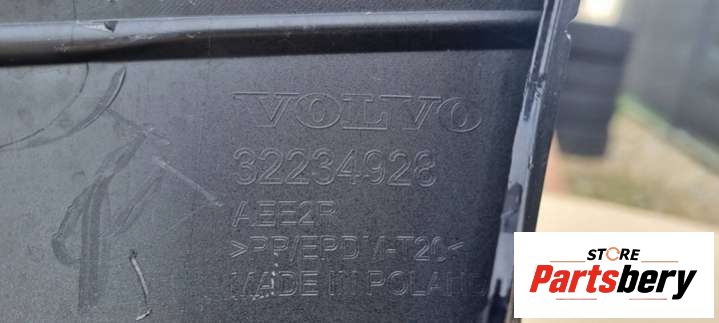 VOLVO
32234928
AEE2R
>PP/EPDM-T20<
MADE IN POLAND
STORE
Partsbery